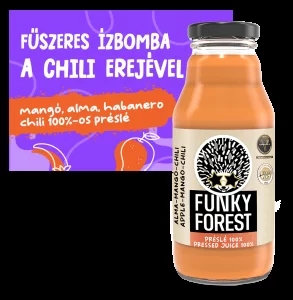 FŰSZERES ÍZBOMBA
A CHILI EREJÉVEL
mangó, alma, habanero
chili 100%-os préslé
ALMA-MANGÓ-CHILI
APPLE-MANGO-CHILI
FUNKY
FOREST
PRÉSLÉ 100%
PRESSED JUICE 100%